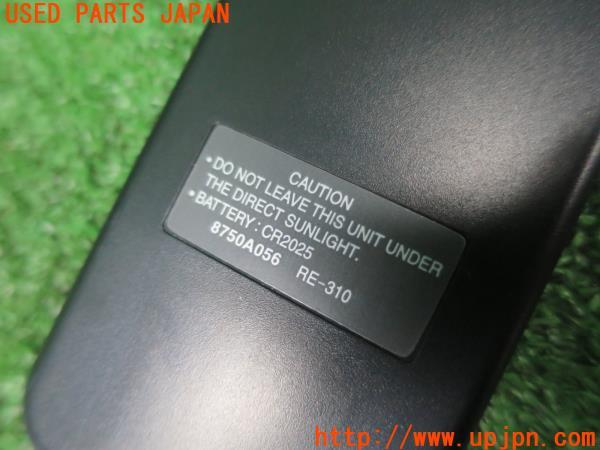 USED PARTS JAPAN
CAUTION
•DO NOT LEAVE THIS UNIT UNDER
THE DIRECT SUNLIGHT.
•BATTERY : CR2025
8750A056 RE-310
http://www.upjpn.com